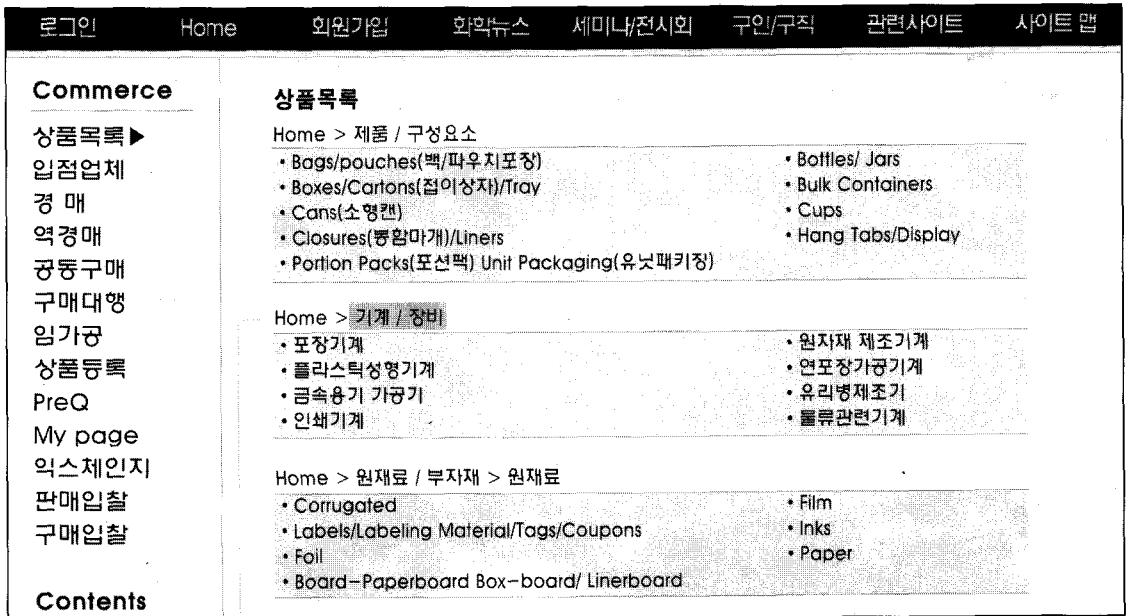 로그인 Home 회원가입 화학뉴스 세미나/전시회 구인/구직 관련사이트 사이트 맵
Commerce
상품목록▶
입점업체
경 매
역경매
공동구매
구매대행
임가공
상품등록
PreQ
My page
익스체인지
판매입찰
구매입찰
Contents
상품목록
Home > 제품 / 구성요소
• Bags/pouches(백/파우치포장)
• Boxes/Cartons(접이상자)/Tray
• Cans(소형캔)
• Closures(봉함마개)/Liners
• Portion Packs(포션팩) Unit Packaging(유닛패키징)
• Bottles/ Jars
• Bulk Containers
• Cups
• Hang Tabs/Display
Home > 기계 / 장비
• 포장기계
• 플라스틱성형기계
• 금속용기 가공기
• 인쇄기계
• 원자재 제조기계
• 연포장가공기계
• 유리병제조기
• 물류관련기계
Home > 원재료 / 부자재 > 원재료
• Corrugated
• Labels/Labeling Material/Tags/Coupons
• Foil
• Board-Paperboard Box-board/ Linerboard
• Film
• Inks
• Paper